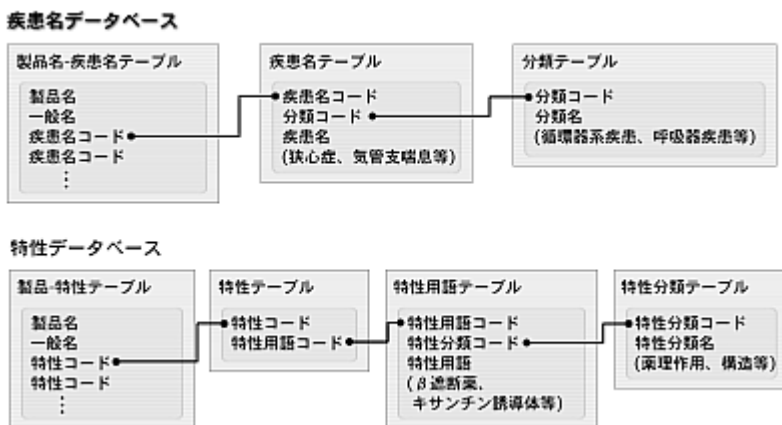 疾患名データベース
製品名-疾患名テーブル
製品名
一般名
疾患名コード
疾患名コード
⋮
疾患名テーブル
疾患名コード
分類コード
疾患名
(狭心症、気管支喘息等)
分類テーブル
分類コード
分類名
(循環器系疾患、呼吸器疾患等)
特性データベース
製品-特性テーブル
製品名
一般名
特性コード
特性コード
⋮
特性テーブル
特性コード
特性用語コード
特性用語テーブル
特性用語コード
特性分類コード
特性用語
(β遮断薬、
キサンチン誘導体等)
特性分類テーブル
特性分類コード
特性分類名
(薬理作用、構造等)